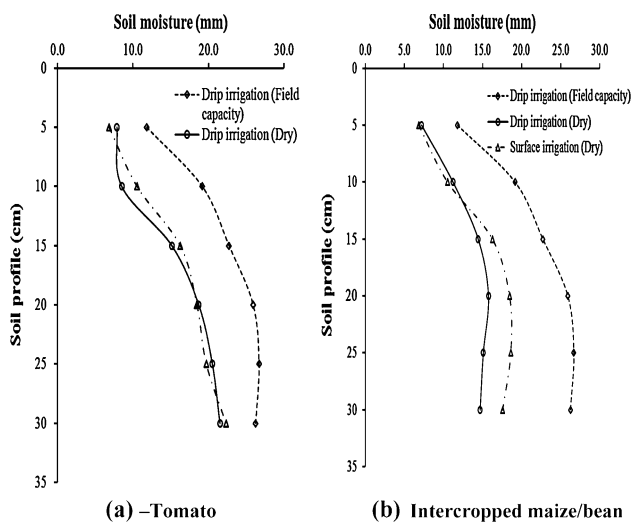 Soil moisture (mm)
0.0 10.0 20.0 30.0
0
5
10
15
20
25
30
35
Soil profile (cm)
Drip irrigation (Field
capacity)
Drip irrigation (Dry)
(a) –Tomato
Soil moisture (mm)
0.0 5.0 10.0 15.0 20.0 25.0 30.0
0
5
10
15
20
25
30
35
Soil profile (cm)
Drip irrigation (Field capacity)
Drip irrigation (Dry)
Surface irrigation (Dry)
(b) Intercropped maize/bean